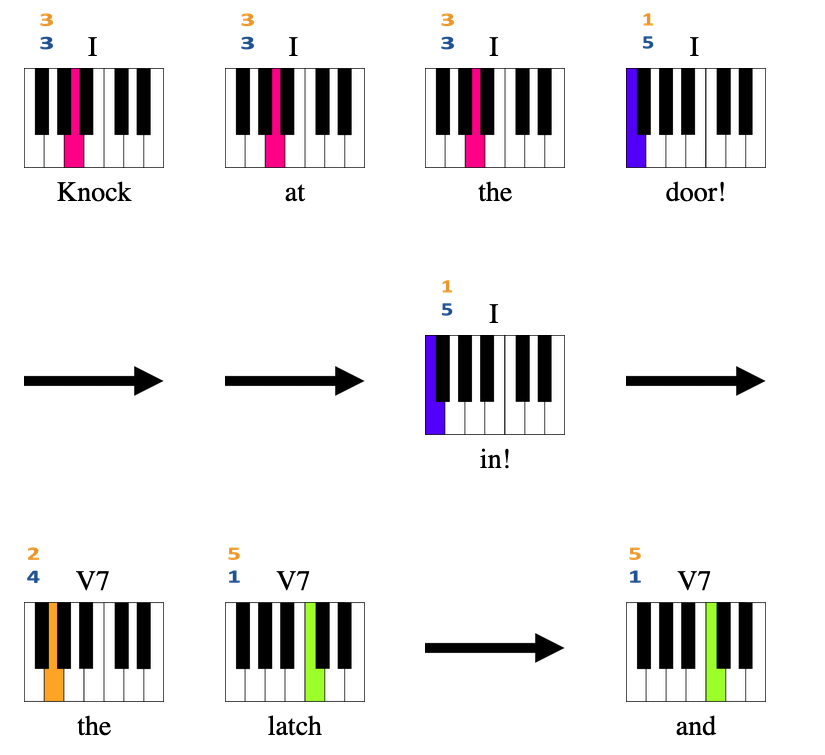 3 3 3 1
3 I 3 I 3 I 5 I
Knock at the door!
1
5 I
in!
2 5 5
4 V7 1 V7 1 V7
the latch and